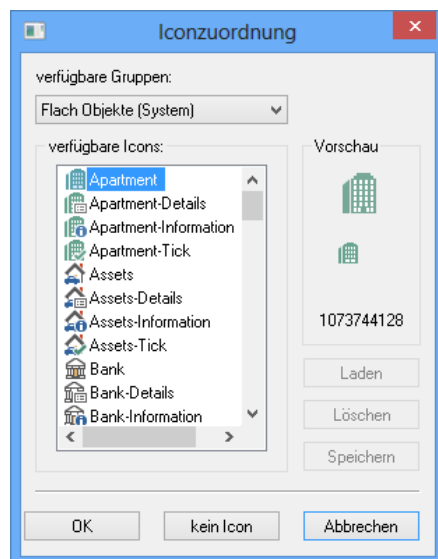 Iconzuordnung
verfügbare Gruppen:
Flach Objekte (System)
verfügbare Icons:
Apartment
Apartment-Details
Apartment-Information
Apartment-Tick
Assets
Assets-Details
Assets-Information
Assets-Tick
Bank
Bank-Details
Bank-Information
Vorschau
1073744128
Laden
Löschen
Speichern
OK
kein Icon
Abbrechen